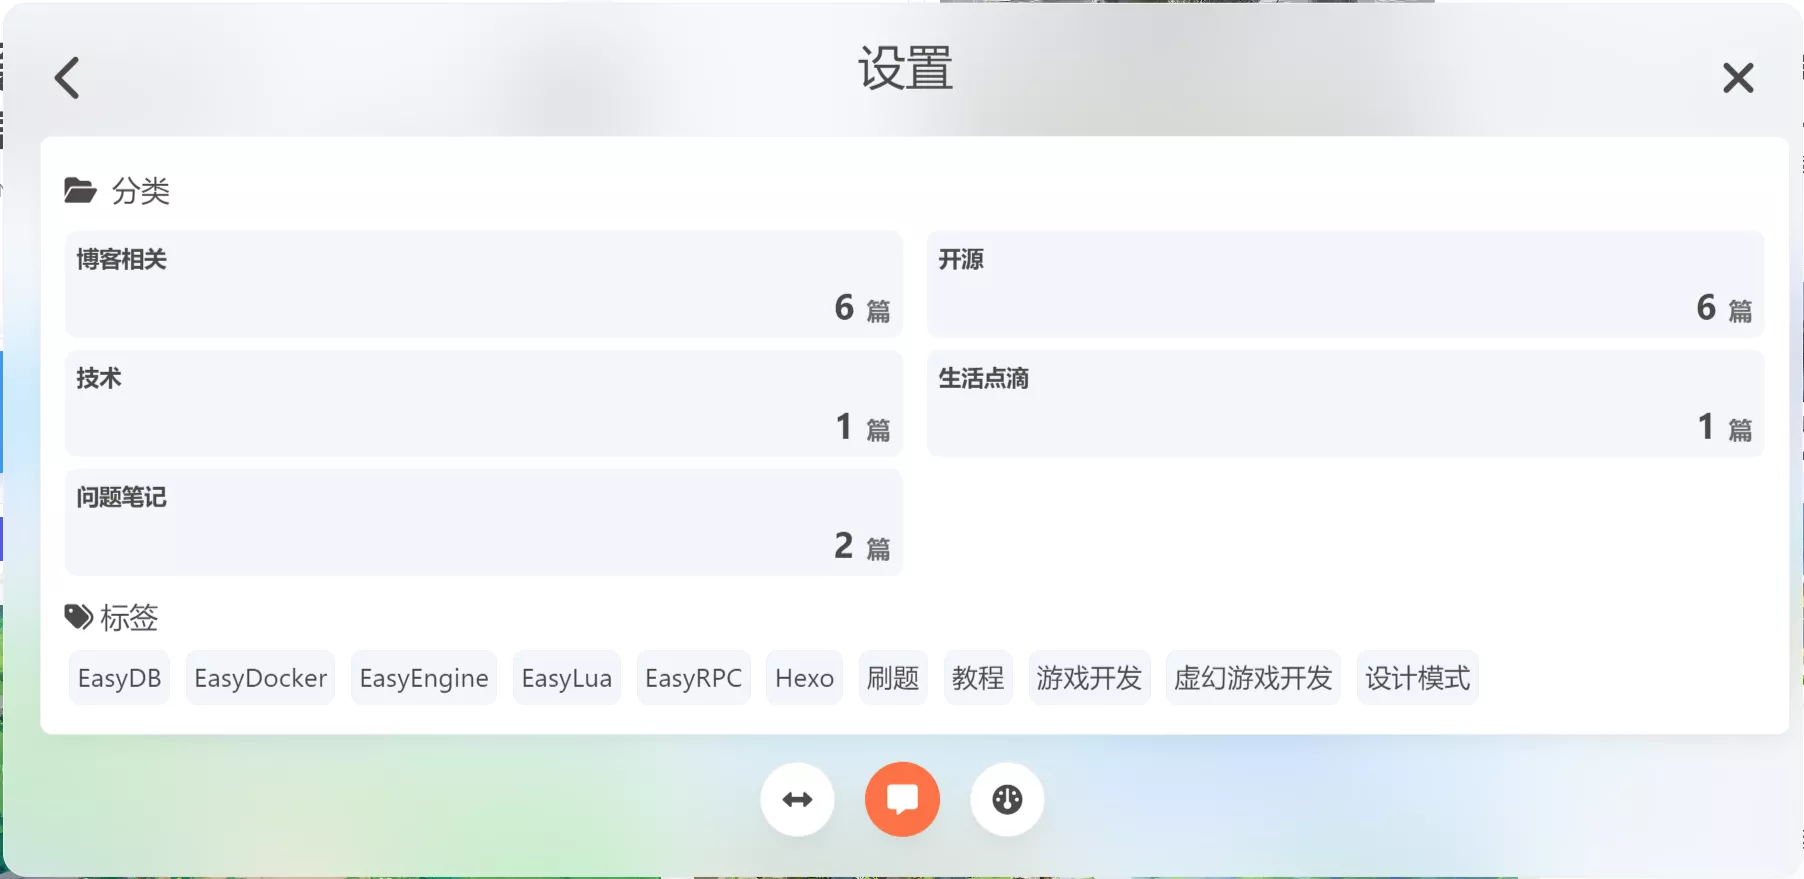 设置
分类
博客相关
6 篇
开源
6 篇
技术
1 篇
生活点滴
1 篇
问题笔记
2 篇
标签
EasyDB EasyDocker EasyEngine EasyLua EasyRPC Hexo 刷题 教程 游戏开发 虚幻游戏开发 设计模式